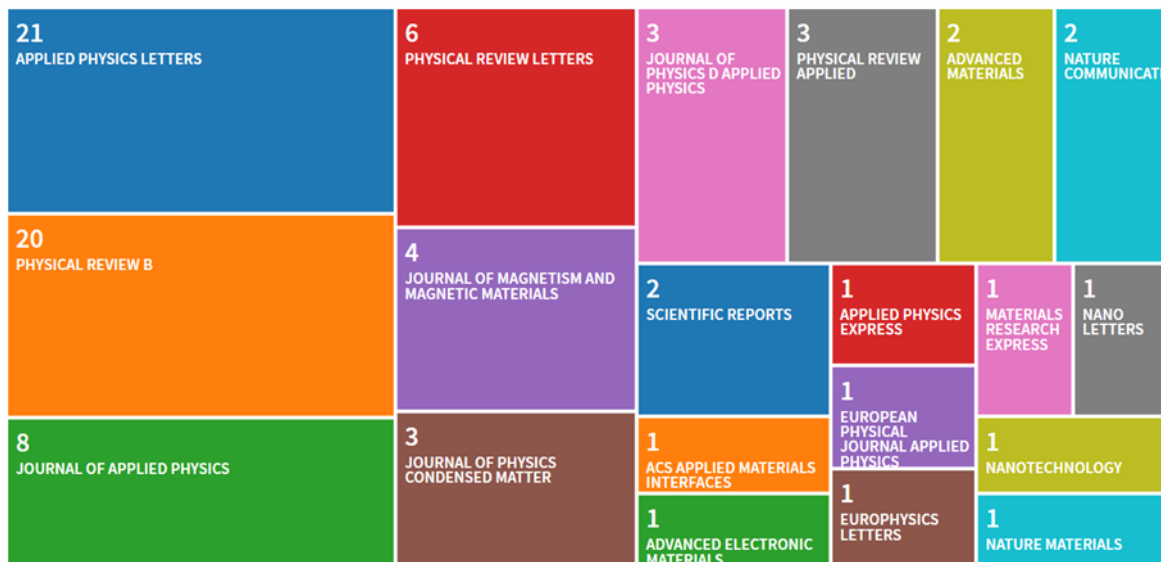 21
APPLIED PHYSICS LETTERS
20
PHYSICAL REVIEW B
8
JOURNAL OF APPLIED PHYSICS
6
PHYSICAL REVIEW LETTERS
4
JOURNAL OF MAGNETISM AND
MAGNETIC MATERIALS
3
JOURNAL OF PHYSICS
CONDENSED MATTER
3
JOURNAL OF
PHYSICS D APPLIED
PHYSICS
3
PHYSICAL REVIEW
APPLIED
2
ADVANCED
MATERIALS
2
NATURE
COMMUNICATI
2
SCIENTIFIC REPORTS
1
ACS APPLIED MATERIALS
INTERFACES
1
ADVANCED ELECTRONIC
MATERIALS
1
APPLIED PHYSICS
EXPRESS
1
EUROPEAN
PHYSICAL
JOURNAL APPLIED
PHYSICS
1
EUROPHYSICS
LETTERS
1
MATERIALS
RESEARCH
EXPRESS
1
NANO
LETTERS
1
NANOTECHNOLOGY
1
NATURE MATERIALS